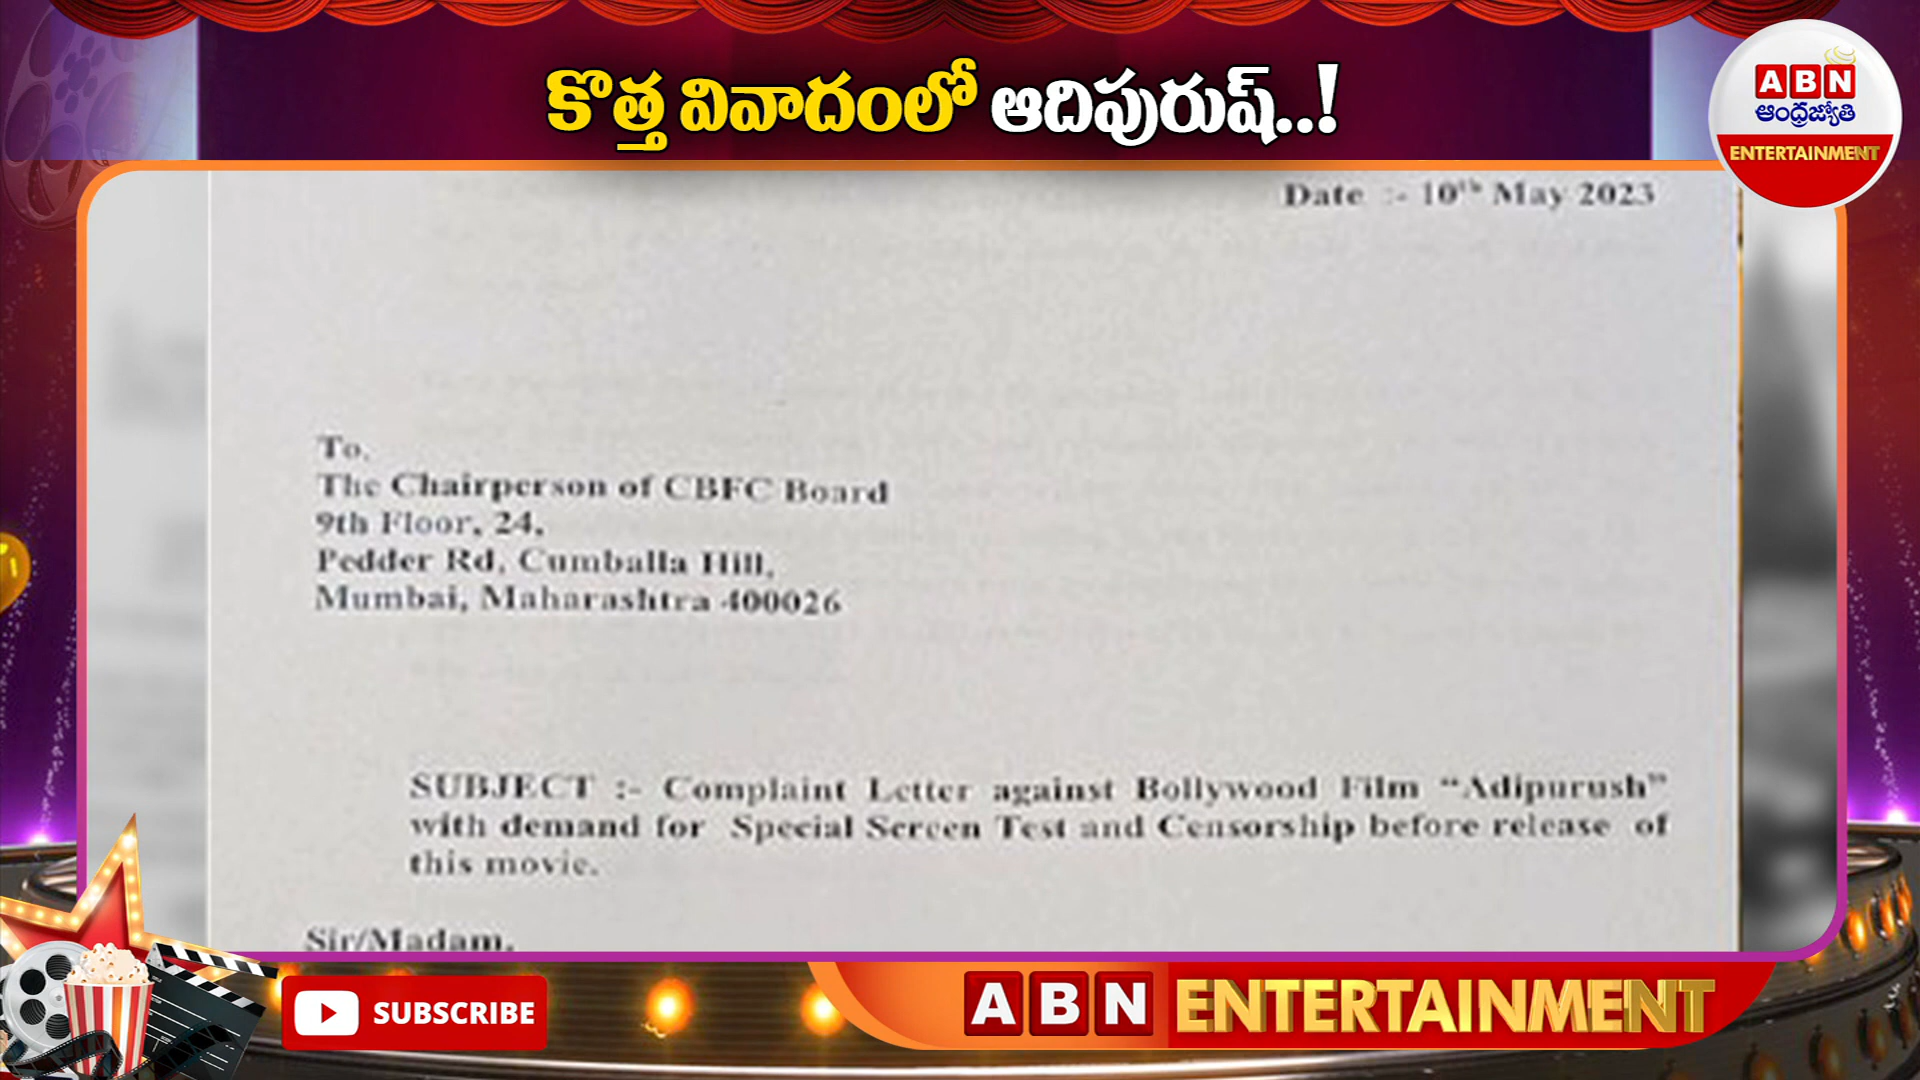 కొత్త వివాదంలో ఆదిపురుష్..!
ABN
ఆంధ్రజ్యోతి
ENTERTAINMENT
Date :- 10th May 2023
To,
The Chairperson of CBFC Board
9th Floor, 24,
Pedder Rd, Cumballa Hill,
Mumbai, Maharashtra 400026
SUBJECT :- Complaint Letter against Bollywood Film “Adipurush”
with demand for Special Screen Test and Censorship before release of
this movie.
Sir/Madam,
SUBSCRIBE
ABN ENTERTAINMENT